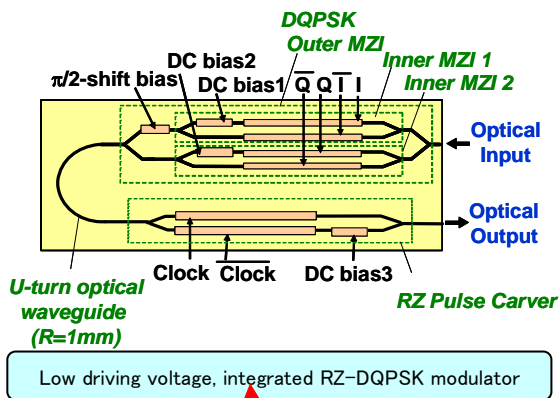 DQPSK
Outer MZI
DC bias2
π/2-shift bias
DC bias1
Q̅ Q I̅ I
Inner MZI 1
Inner MZI 2
Optical
Input
Optical
Output
Clock
C̅l̅o̅c̅k̅
DC bias3
U-turn optical
waveguide
(R=1mm)
RZ Pulse Carver
Low driving voltage, integrated RZ-DQPSK modulator